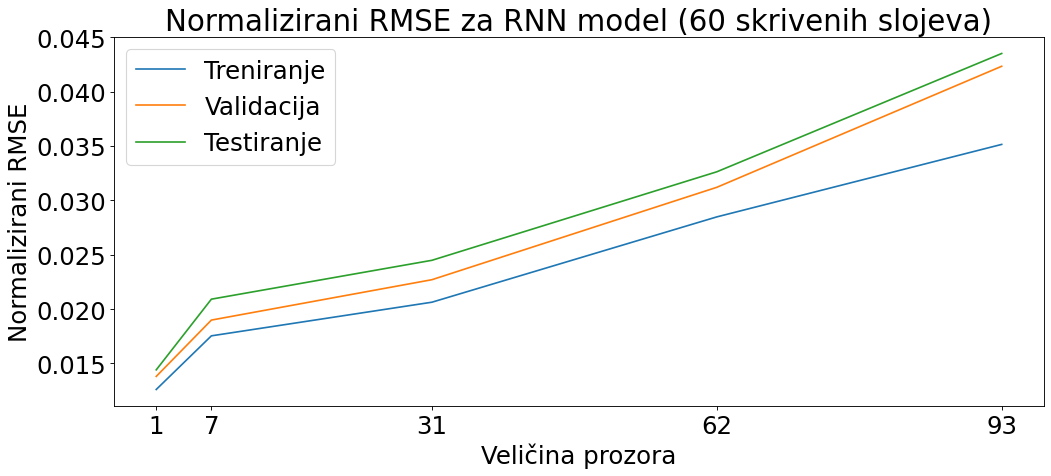 Normalizirani RMSE za RNN model (60 skrivenih slojeva)
Normalizirani RMSE
0.045
0.040
0.035
0.030
0.025
0.020
0.015
Treniranje
Validacija
Testiranje
1 7 31 62 93
Veličina prozora